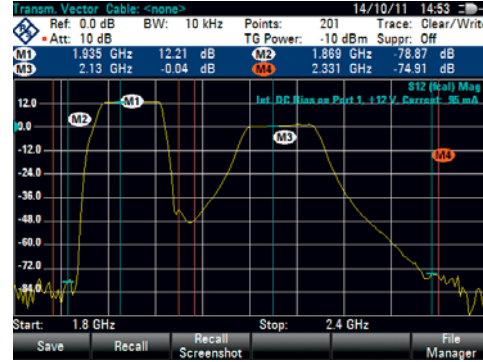 Transm. Vector Cable: <none> 14/10/11 14:53
Ref: 0.0 dB BW: 10 kHz Points: 201 Trace: Clear/Writ
• Att: 10 dB TG Power: -10 dBm Suppr: Off
M1 1.935 GHz 12.21 dB M2 1.869 GHz -78.87 dB
M3 2.13 GHz -0.04 dB M4 2.331 GHz -74.91 dB
S12 (fcal) Mag
Int. DC Bias on Port 1, +12 V, Current: 95 mA
12.0
M1
M2
0.0
M3
-12.0
M4
-24.0
-36.0
-48.0
-60.0
-72.0
-84.0
Start: 1.8 GHz Stop: 2.4 GHz
Save Recall Recall Screenshot File Manager